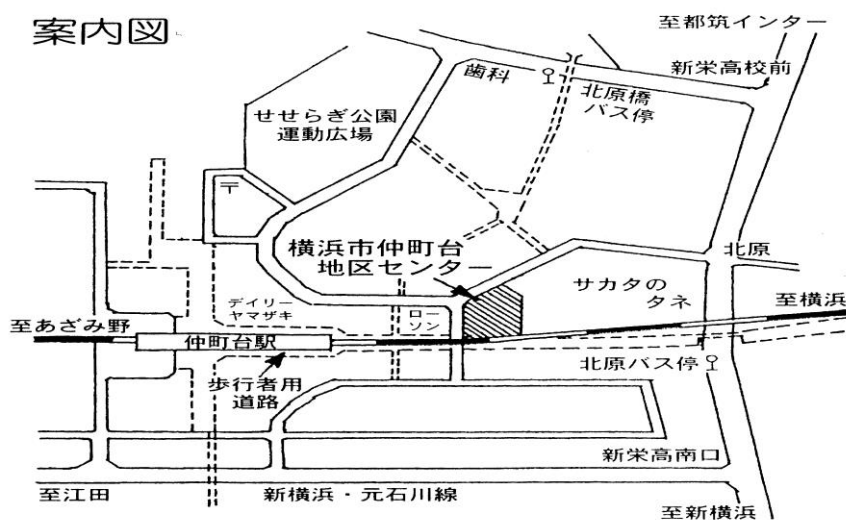 案内図
至都筑インター
新栄高校前
歯科
北原橋
バス停
せせらぎ公園
運動広場
〒
横浜市仲町台
地区センター
北原
サカタの
タネ
至横浜
デイリー
ヤマザキ
ロー
ソン
至あざみ野
仲町台駅
北原バス停
歩行者用
道路
新栄高南口
至江田
新横浜・元石川線
至新横浜